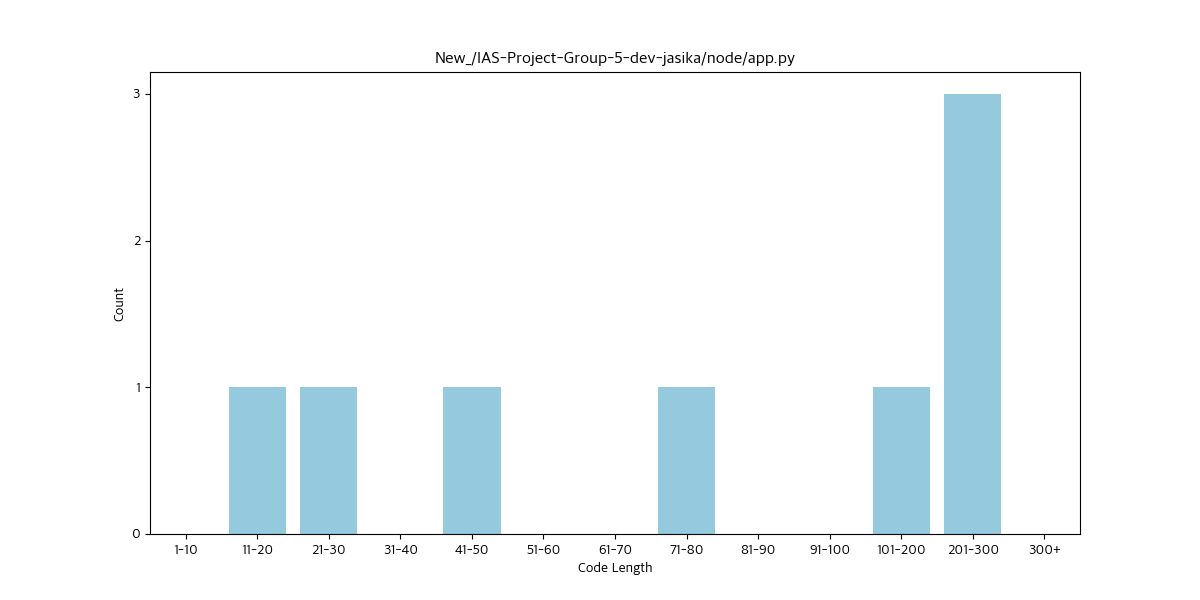 New_/IAS-Project-Group-5-dev-jasika/node/app.py
3
2
1
0
Count
1-10 11-20 21-30 31-40 41-50 51-60 61-70 71-80 81-90 91-100 101-200 201-300 300+
Code Length